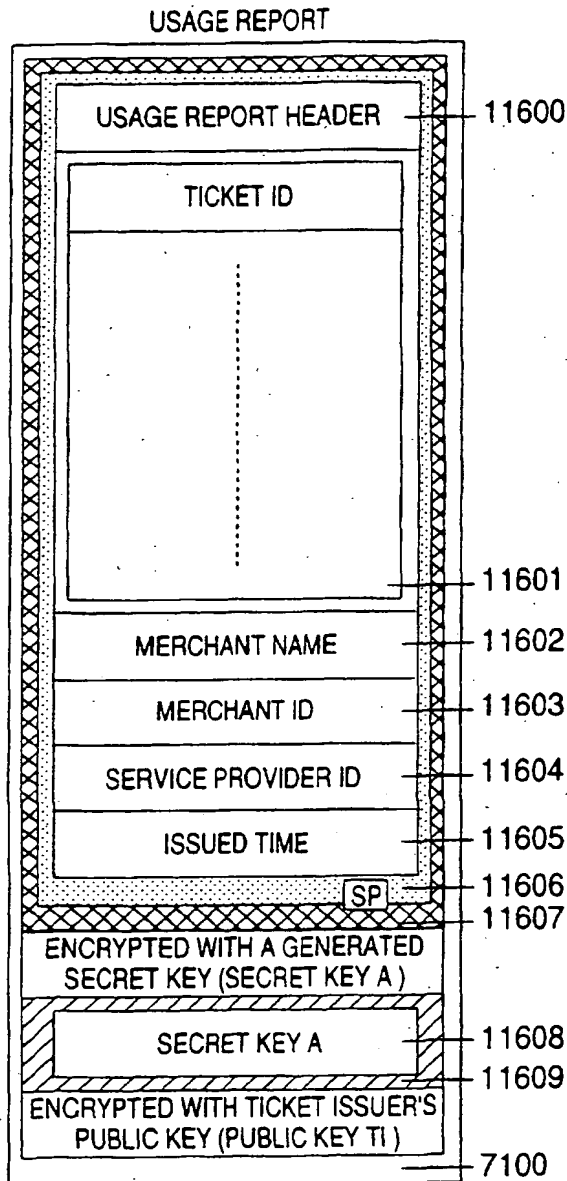 USAGE REPORT
USAGE REPORT HEADER 11600
TICKET ID
11601
MERCHANT NAME 11602
MERCHANT ID 11603
SERVICE PROVIDER ID 11604
ISSUED TIME 11605
SP 11606
11607
ENCRYPTED WITH A GENERATED
SECRET KEY (SECRET KEY A )
SECRET KEY A 11608
11609
ENCRYPTED WITH TICKET ISSUER'S
PUBLIC KEY (PUBLIC KEY TI )
7100